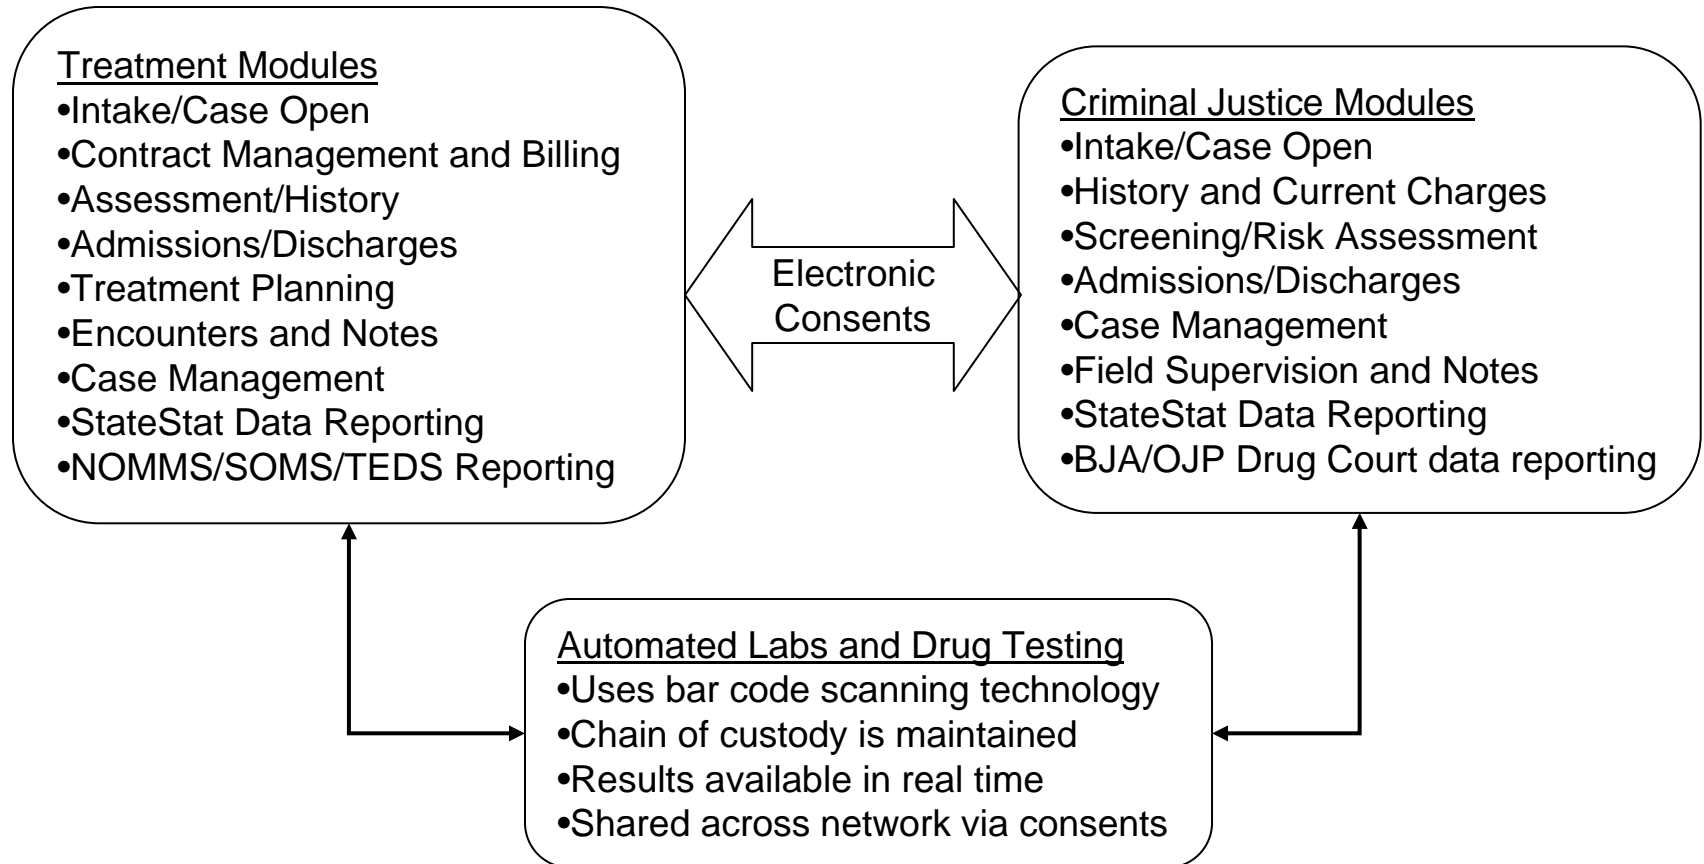 Treatment Modules
•Intake/Case Open
•Contract Management and Billing
•Assessment/History
•Admissions/Discharges
•Treatment Planning
•Encounters and Notes
•Case Management
•StateStat Data Reporting
•NOMMS/SOMS/TEDS Reporting
Electronic
Consents
Criminal Justice Modules
•Intake/Case Open
•History and Current Charges
•Screening/Risk Assessment
•Admissions/Discharges
•Case Management
•Field Supervision and Notes
•StateStat Data Reporting
•BJA/OJP Drug Court data reporting
Automated Labs and Drug Testing
•Uses bar code scanning technology
•Chain of custody is maintained
•Results available in real time
•Shared across network via consents